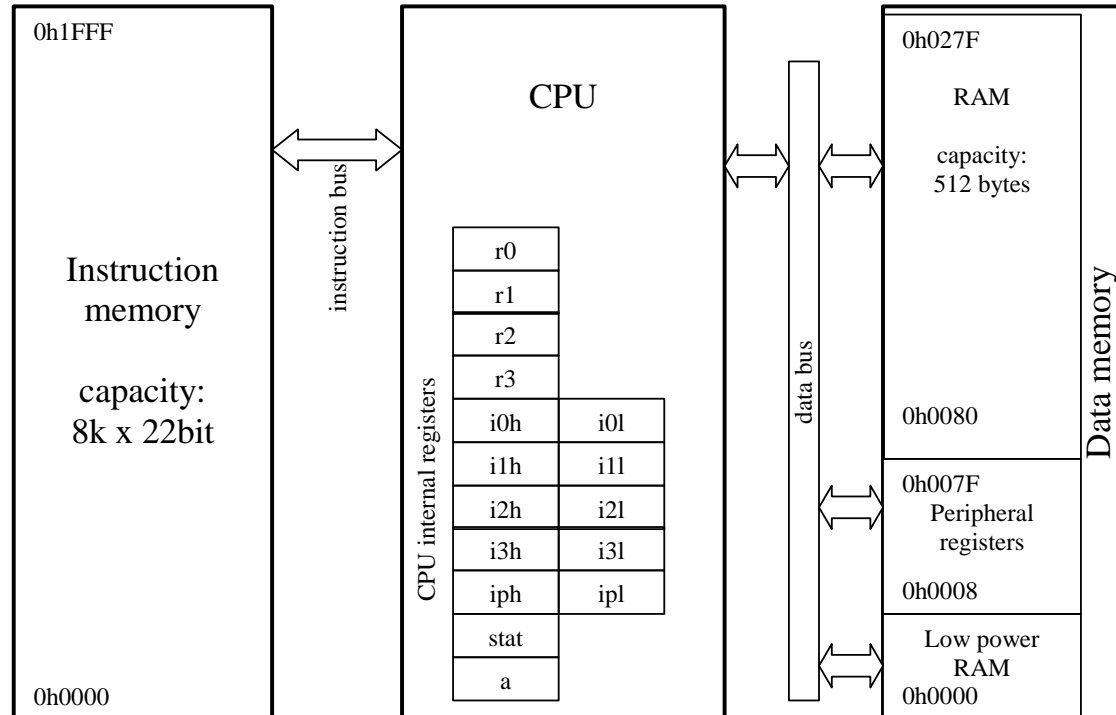 0h1FFF
Instruction
memory
capacity:
8k x 22bit
0h0000
instruction bus
CPU
CPU internal registers
r0
r1
r2
r3
i0h i0l
i1h i1l
i2h i2l
i3h i3l
iph ipl
stat
a
data bus
0h027F
RAM
capacity:
512 bytes
0h0080
0h007F
Peripheral
registers
0h0008
Low power
RAM
0h0000
Data memory